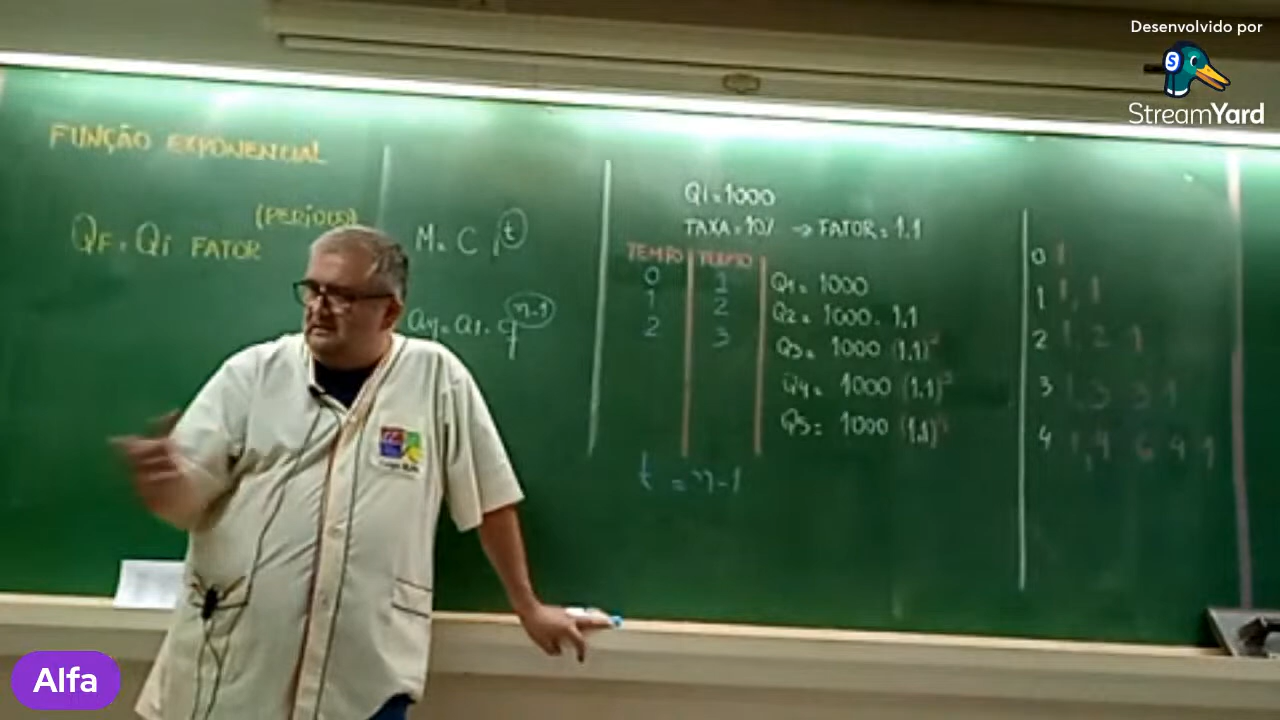 Desenvolvido por
StreamYard
FUNÇÃO EXPONENCIAL
(PERÍODO)
QF = Qi FATOR
M = C i^t
an = a1 . q^n-1
Q1 = 1000
TAXA = 10% → FATOR = 1.1
TEMPO TERMO
0 1 Q1 = 1000
1 2 Q2 = 1000 . 1,1
2 3 Q3 = 1000 (1.1)²
Q4 = 1000 (1.1)³
Q5 = 1000 (1,1)⁴
t = n-1
0 1
1 1, 1
2 1, 2 1
3 1, 3 3 1
4 1, 4 6 4 1
Alfa